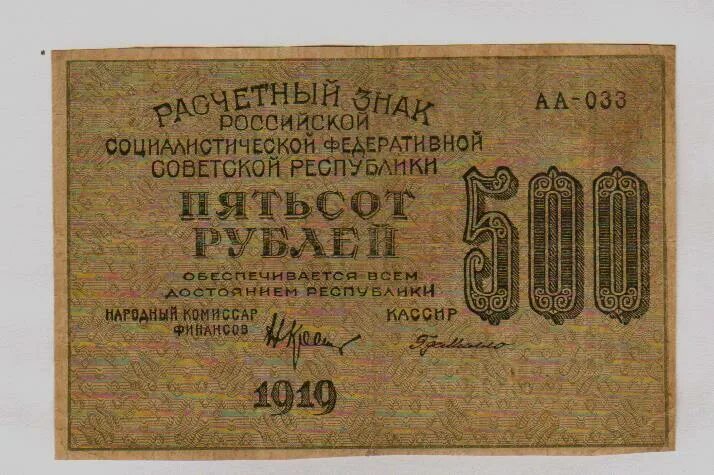 РАСЧЕТНЫЙ ЗНАК
АА-033
РОССИЙСКОЙ
СОЦИАЛИСТИЧЕСКОЙ ФЕДЕРАТИВНОЙ
СОВЕТСКОЙ РЕСПУБЛИКИ
ПЯТЬСОТ
РУБЛЕЙ
500
ОБЕСПЕЧИВАЕТСЯ ВСЕМ
ДОСТОЯНИЕМ РЕСПУБЛИКИ
НАРОДНЫЙ КОМИССАР
ФИНАНСОВ
КАССИР
1919